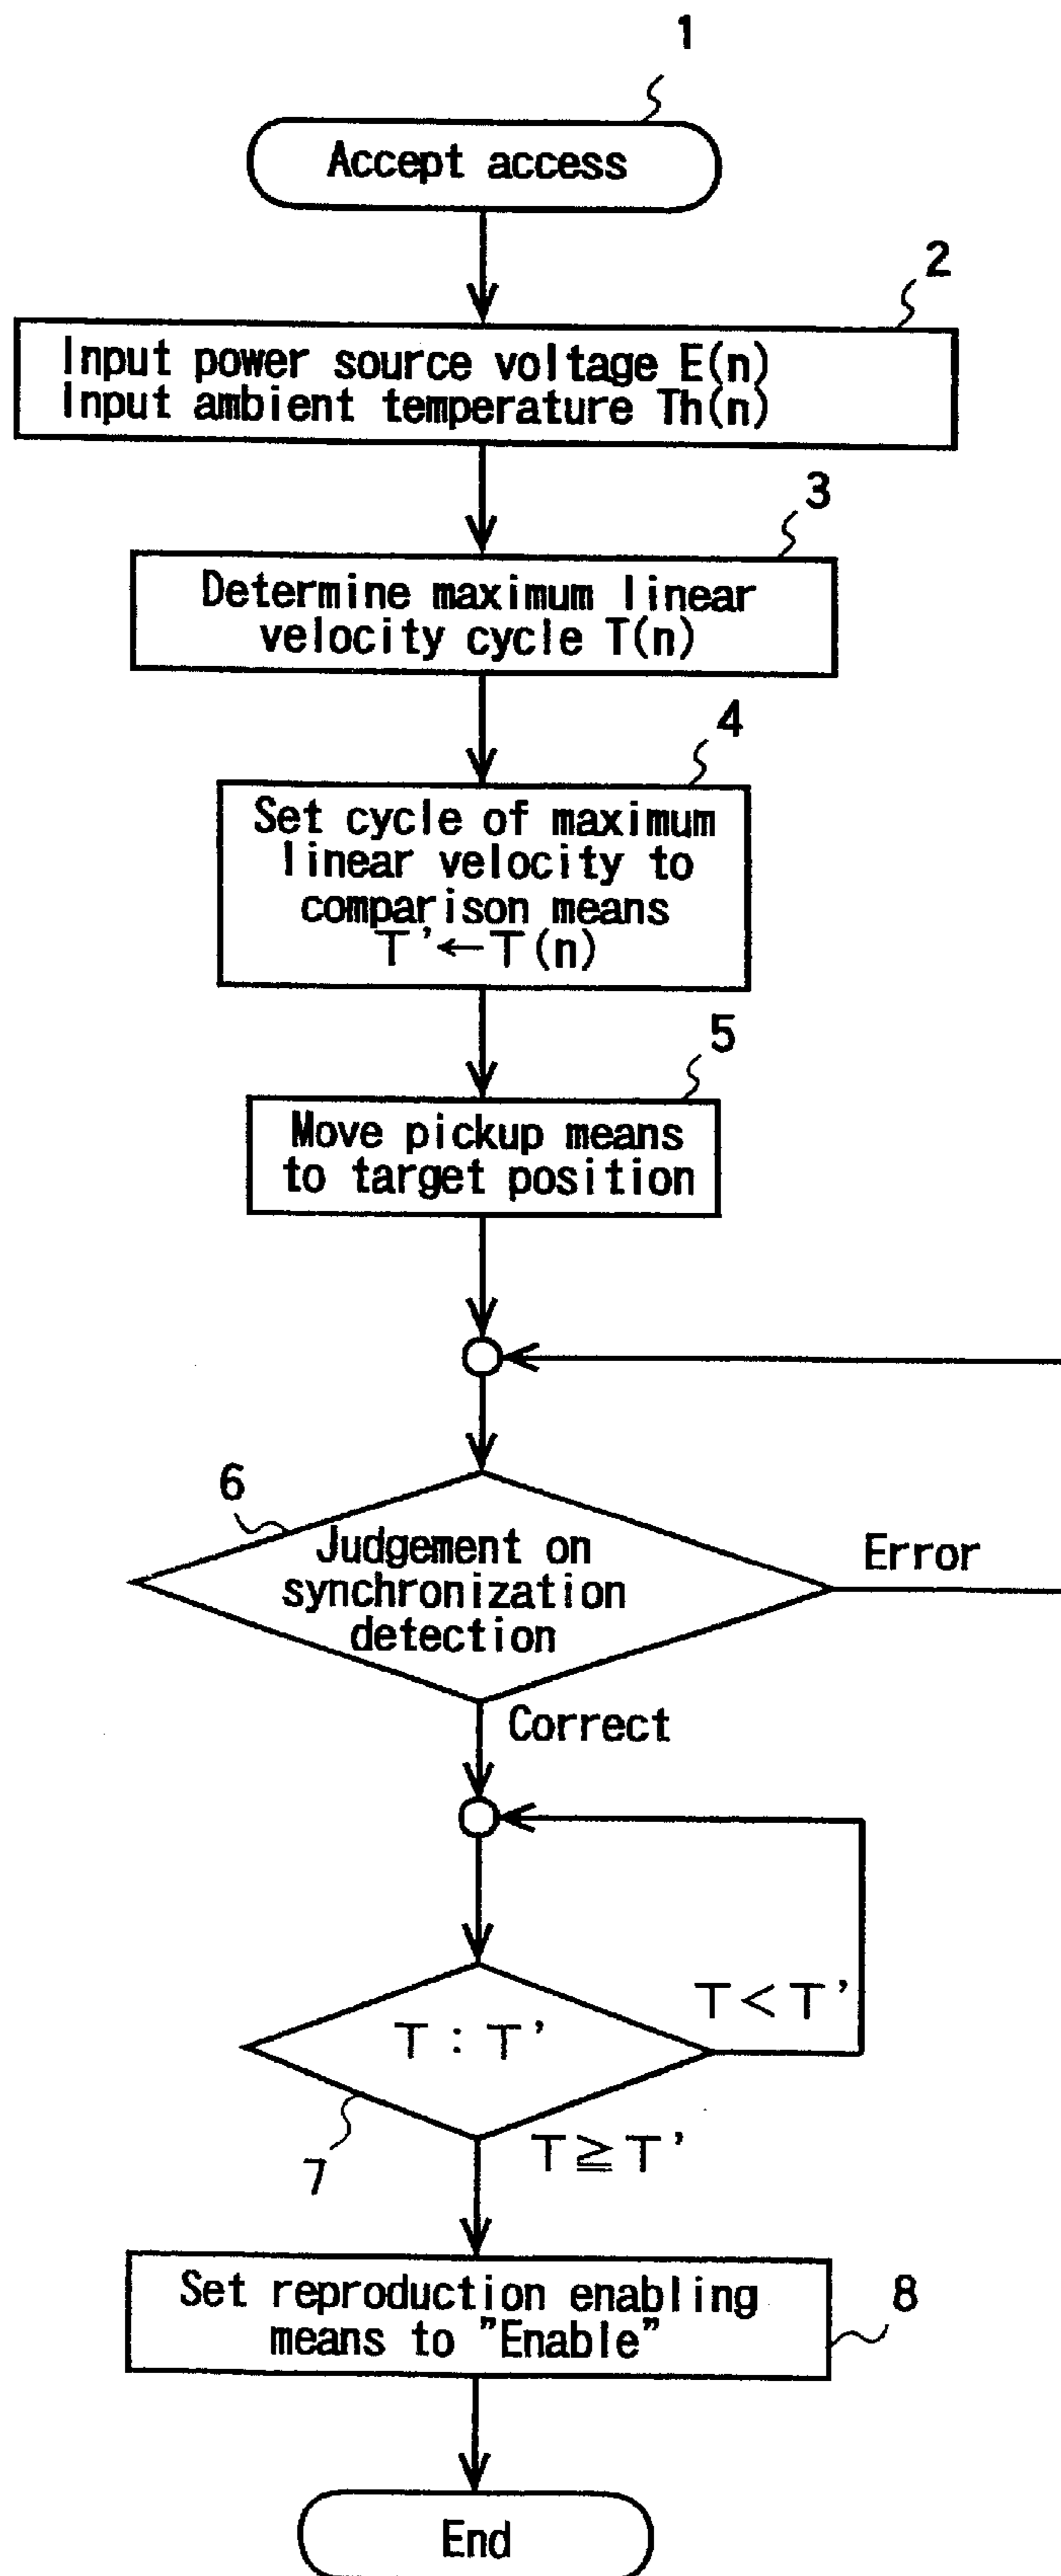 1
Accept access
2
Input power source voltage E(n)
Input ambient temperature Th(n)
3
Determine maximum linear
velocity cycle T(n)
4
Set cycle of maximum
linear velocity to
comparison means
T'←T(n)
5
Move pickup means
to target position
6
Judgement on
synchronization
detection
Error
Correct
T<T'
T : T'
7
T≧T'
Set reproduction enabling
means to "Enable"
8
End